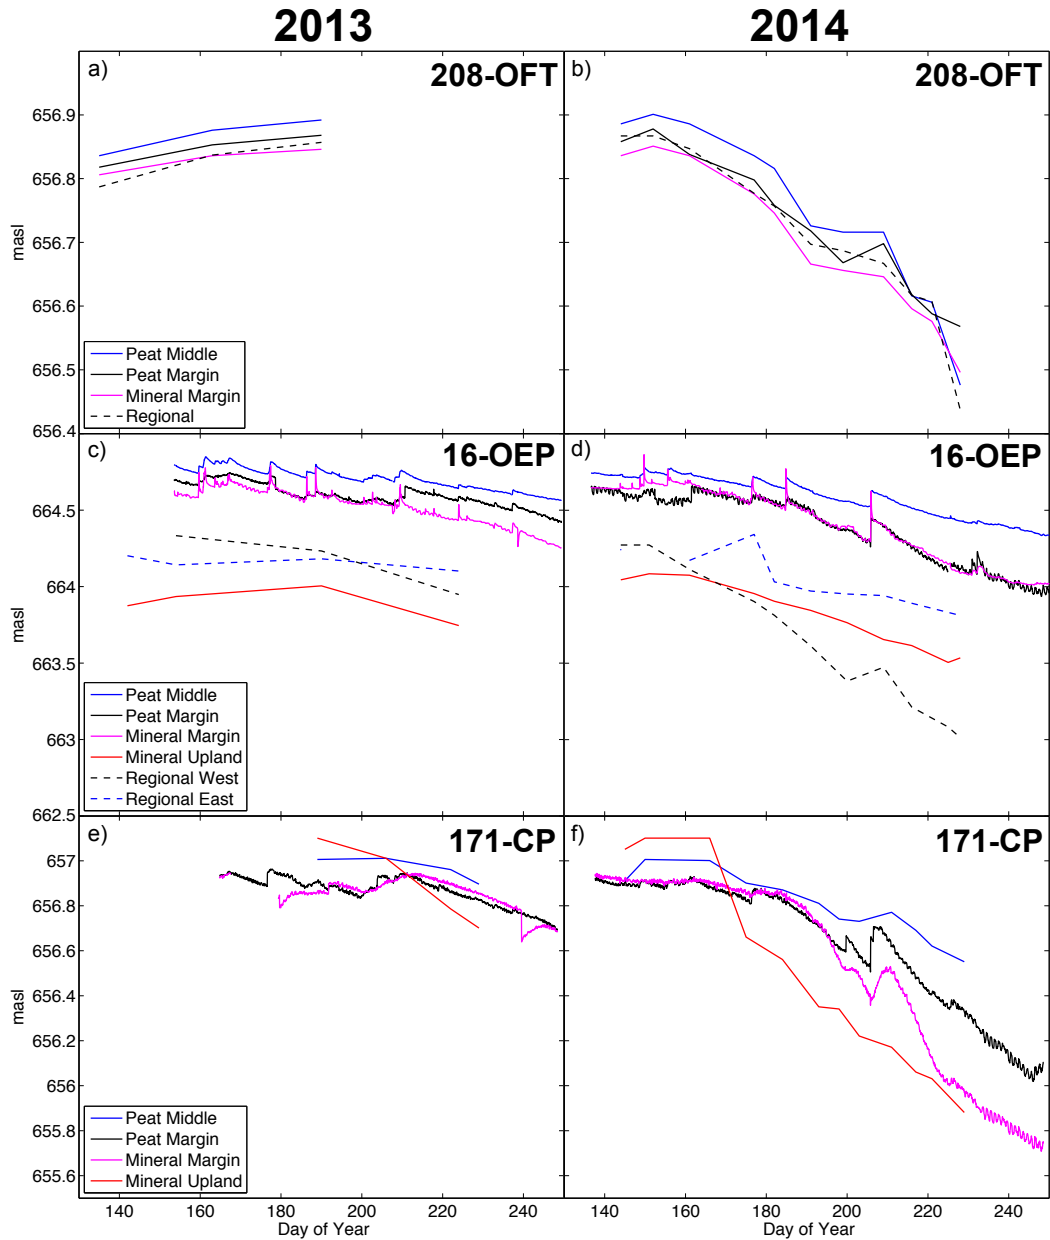 2013
2014
a)
208-OFT
b)
208-OFT
656.9
656.8
656.7
656.6
656.5
656.4
masl
Peat Middle
Peat Margin
Mineral Margin
Regional
c)
16-OEP
d)
16-OEP
664.5
664
663.5
663
662.5
masl
Peat Middle
Peat Margin
Mineral Margin
Mineral Upland
Regional West
Regional East
e)
171-CP
f)
171-CP
657
656.8
656.6
656.4
656.2
656
655.8
655.6
masl
Peat Middle
Peat Margin
Mineral Margin
Mineral Upland
140 160 180 200 220 240
140 160 180 200 220 240
Day of Year
Day of Year